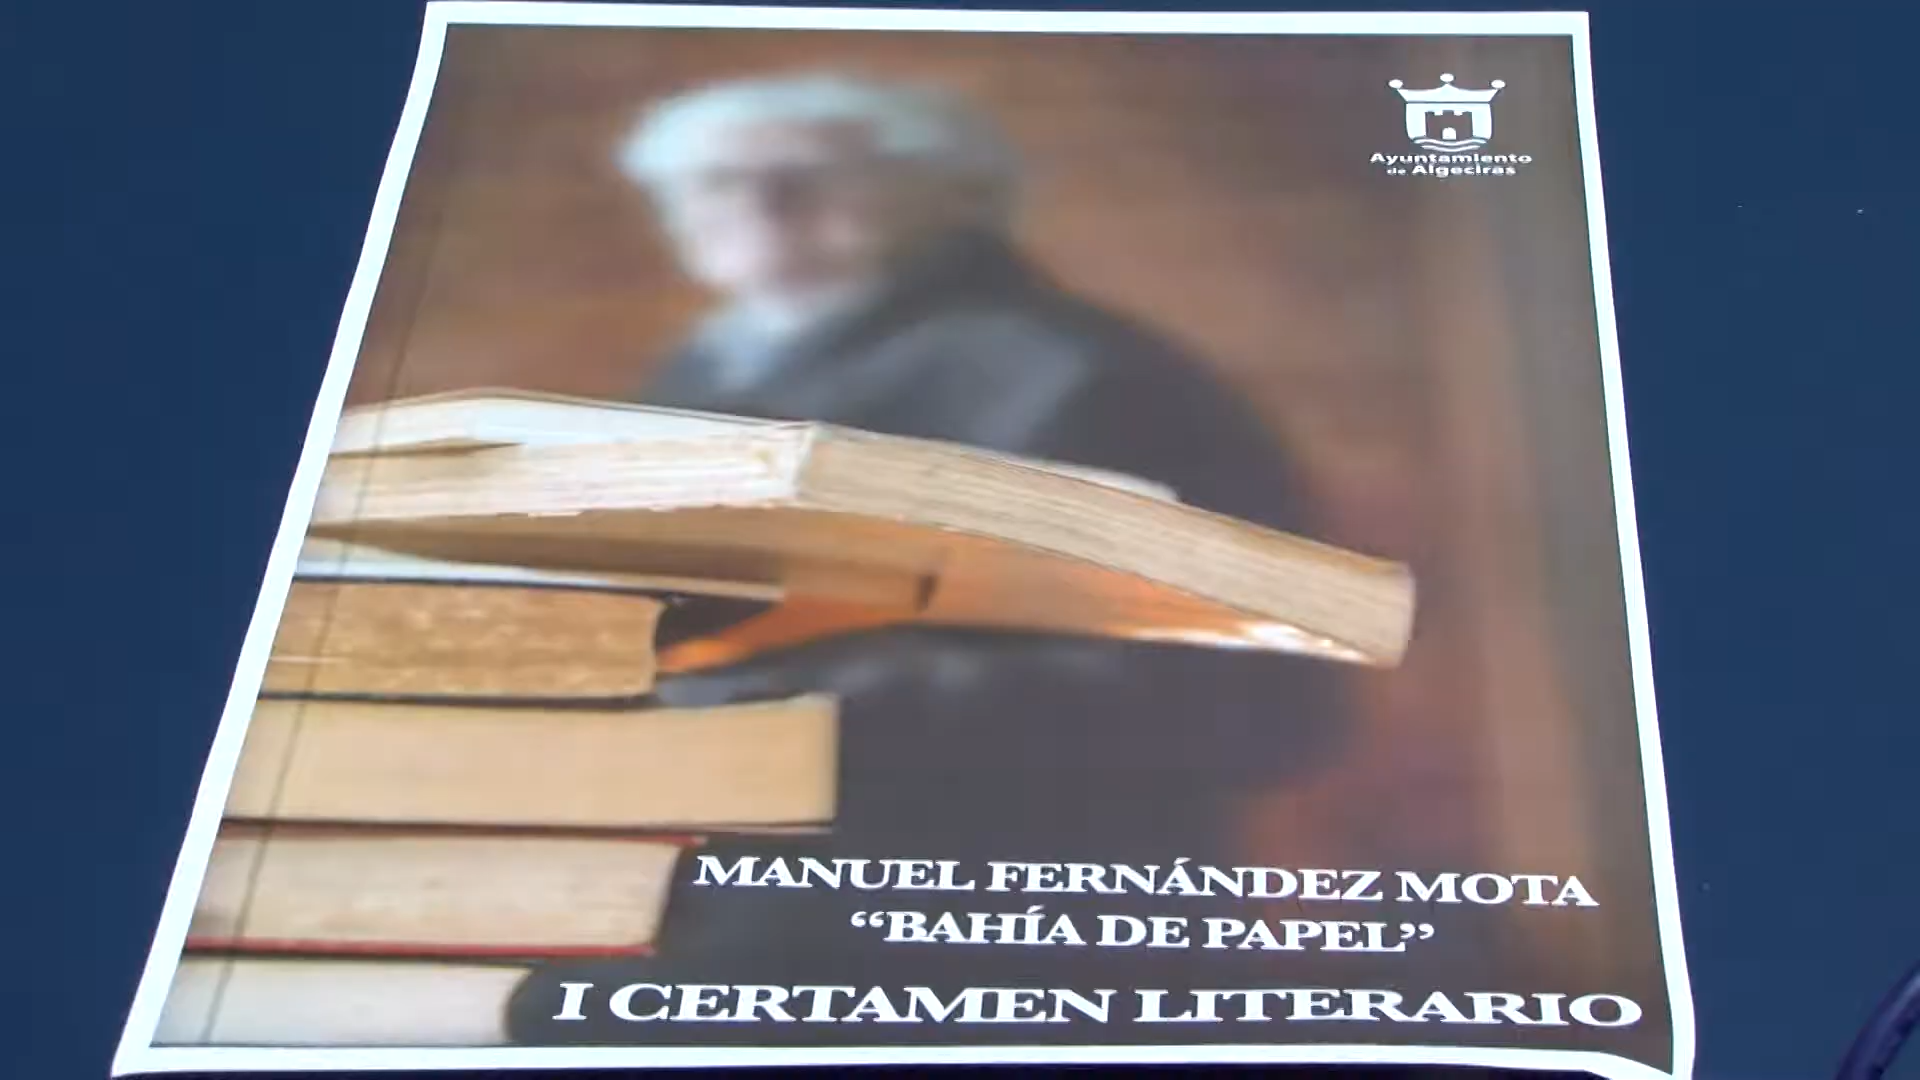 Ayuntamiento
de Algeciras
MANUEL FERNÁNDEZ MOTA
“BAHÍA DE PAPEL”
I CERTAMEN LITERARIO